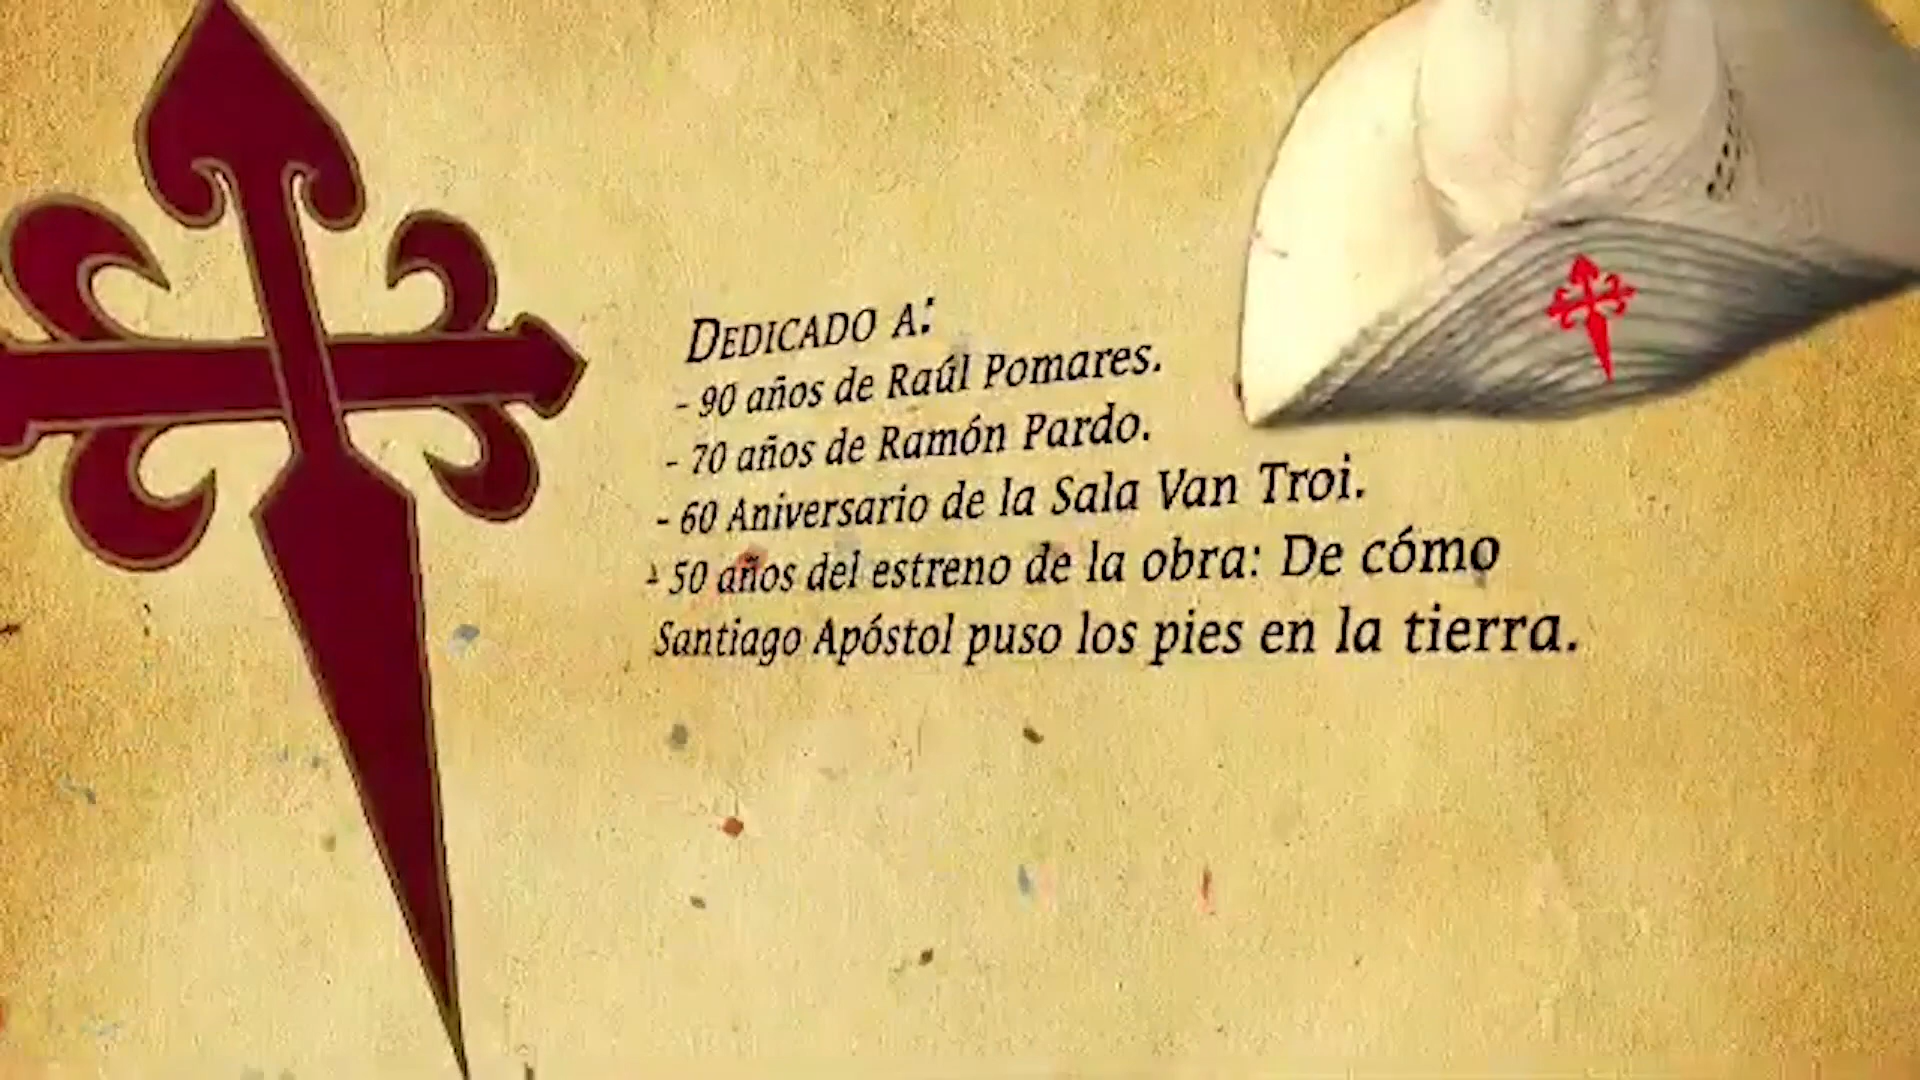 DEDICADO A:
- 90 años de Raúl Pomares.
- 70 años de Ramón Pardo.
- 60 Aniversario de la Sala Van Troi.
- 50 años del estreno de la obra: De cómo
Santiago Apóstol puso los pies en la tierra.